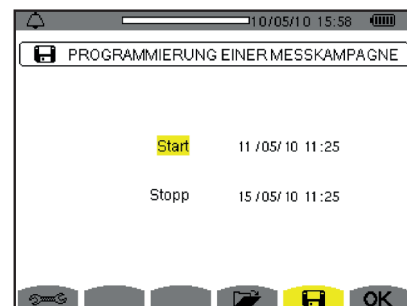 10/05/10 15:58
PROGRAMMIERUNG EINER MESSKAMPAGNE
Start 11/05/10 11:25
Stopp 15/05/10 11:25
OK